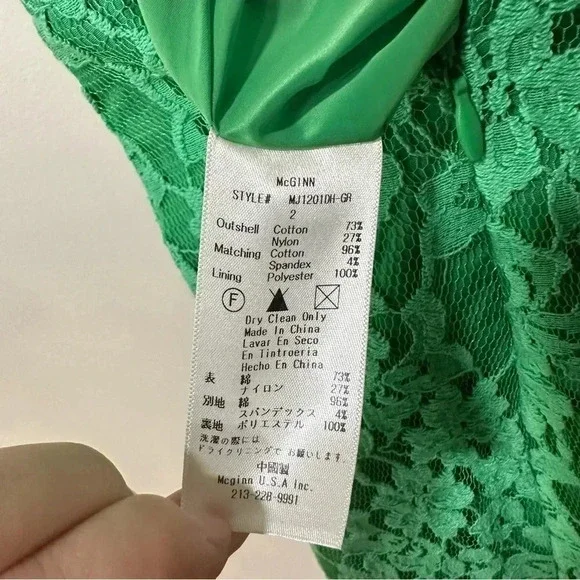 McGINN
STYLE# MJ1201DH-GR
2
Outshell Cotton 73%
Nylon 27%
Matching Cotton 96%
Spandex 4%
Lining Polyester 100%
F
Dry Clean Only
Made In China
Lavar En Seco
En Tintroeria
Hecho En China
表 綿 73%
ナイロン 27%
別地 綿 96%
スパンデックス 4%
裏地 ポリエステル 100%
洗濯の際には
ドライクリニングで お願いします。
中國製
Mcginn U.S.A Inc.
213-228-9991